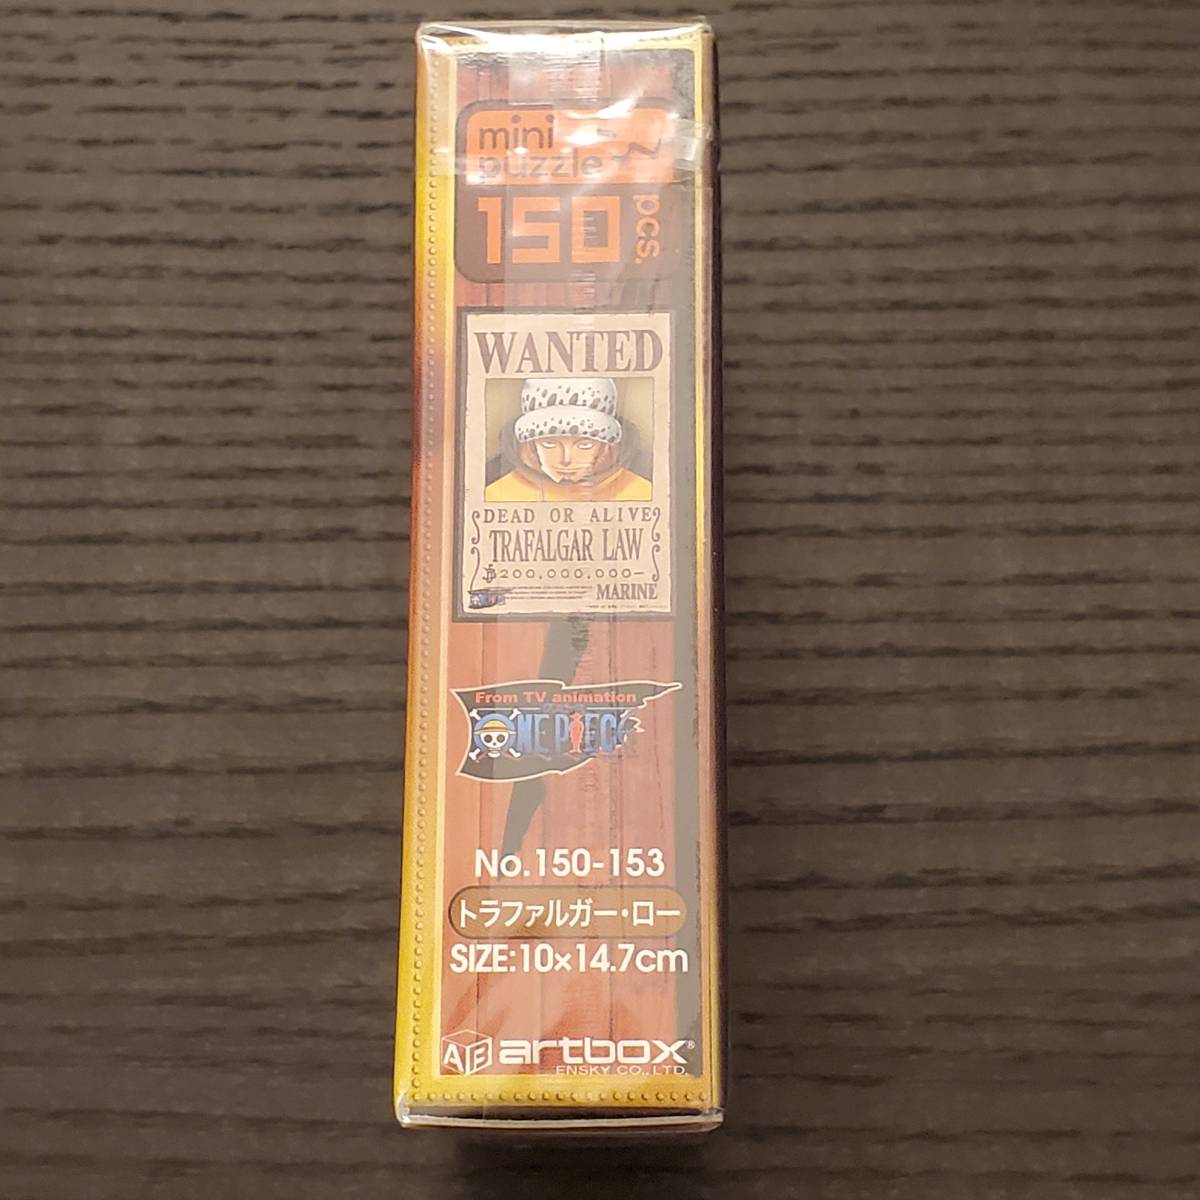 mini
puzzle
150 pcs.
WANTED
DEAD OR ALIVE
TRAFALGAR LAW
฿200,000,000-
MARINE
From TV animation
ONE PIECE
No.150-153
トラファルガー・ロー
SIZE:10×14.7cm
AB artbox®
ENSKY CO., LTD.